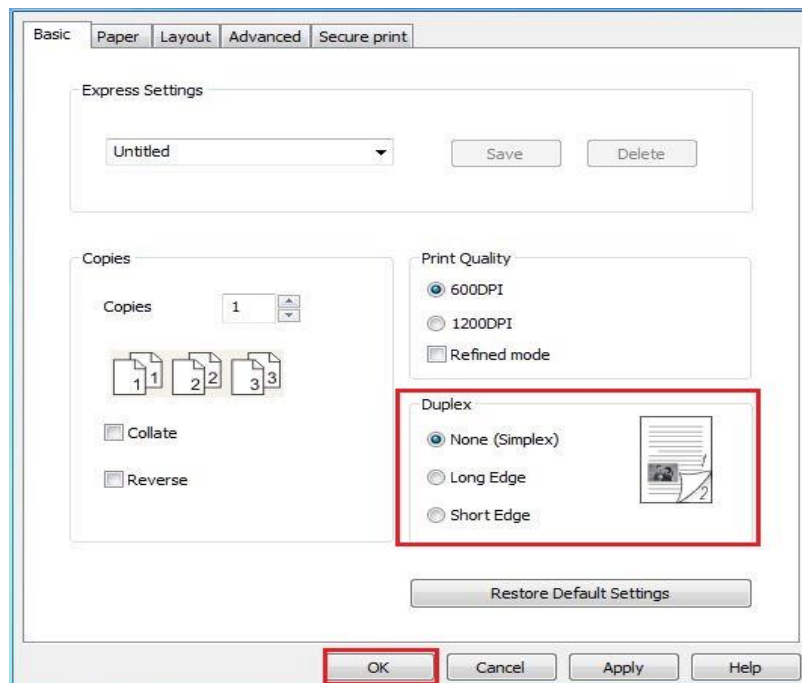 Basic Paper Layout Advanced Secure print
Express Settings
Untitled Save Delete
Copies
Copies 1
1 1 2 2 3 3
Collate
Reverse
Print Quality
600DPI
1200DPI
Refined mode
Duplex
None (Simplex)
Long Edge
Short Edge
1
2
Restore Default Settings
OK Cancel Apply Help